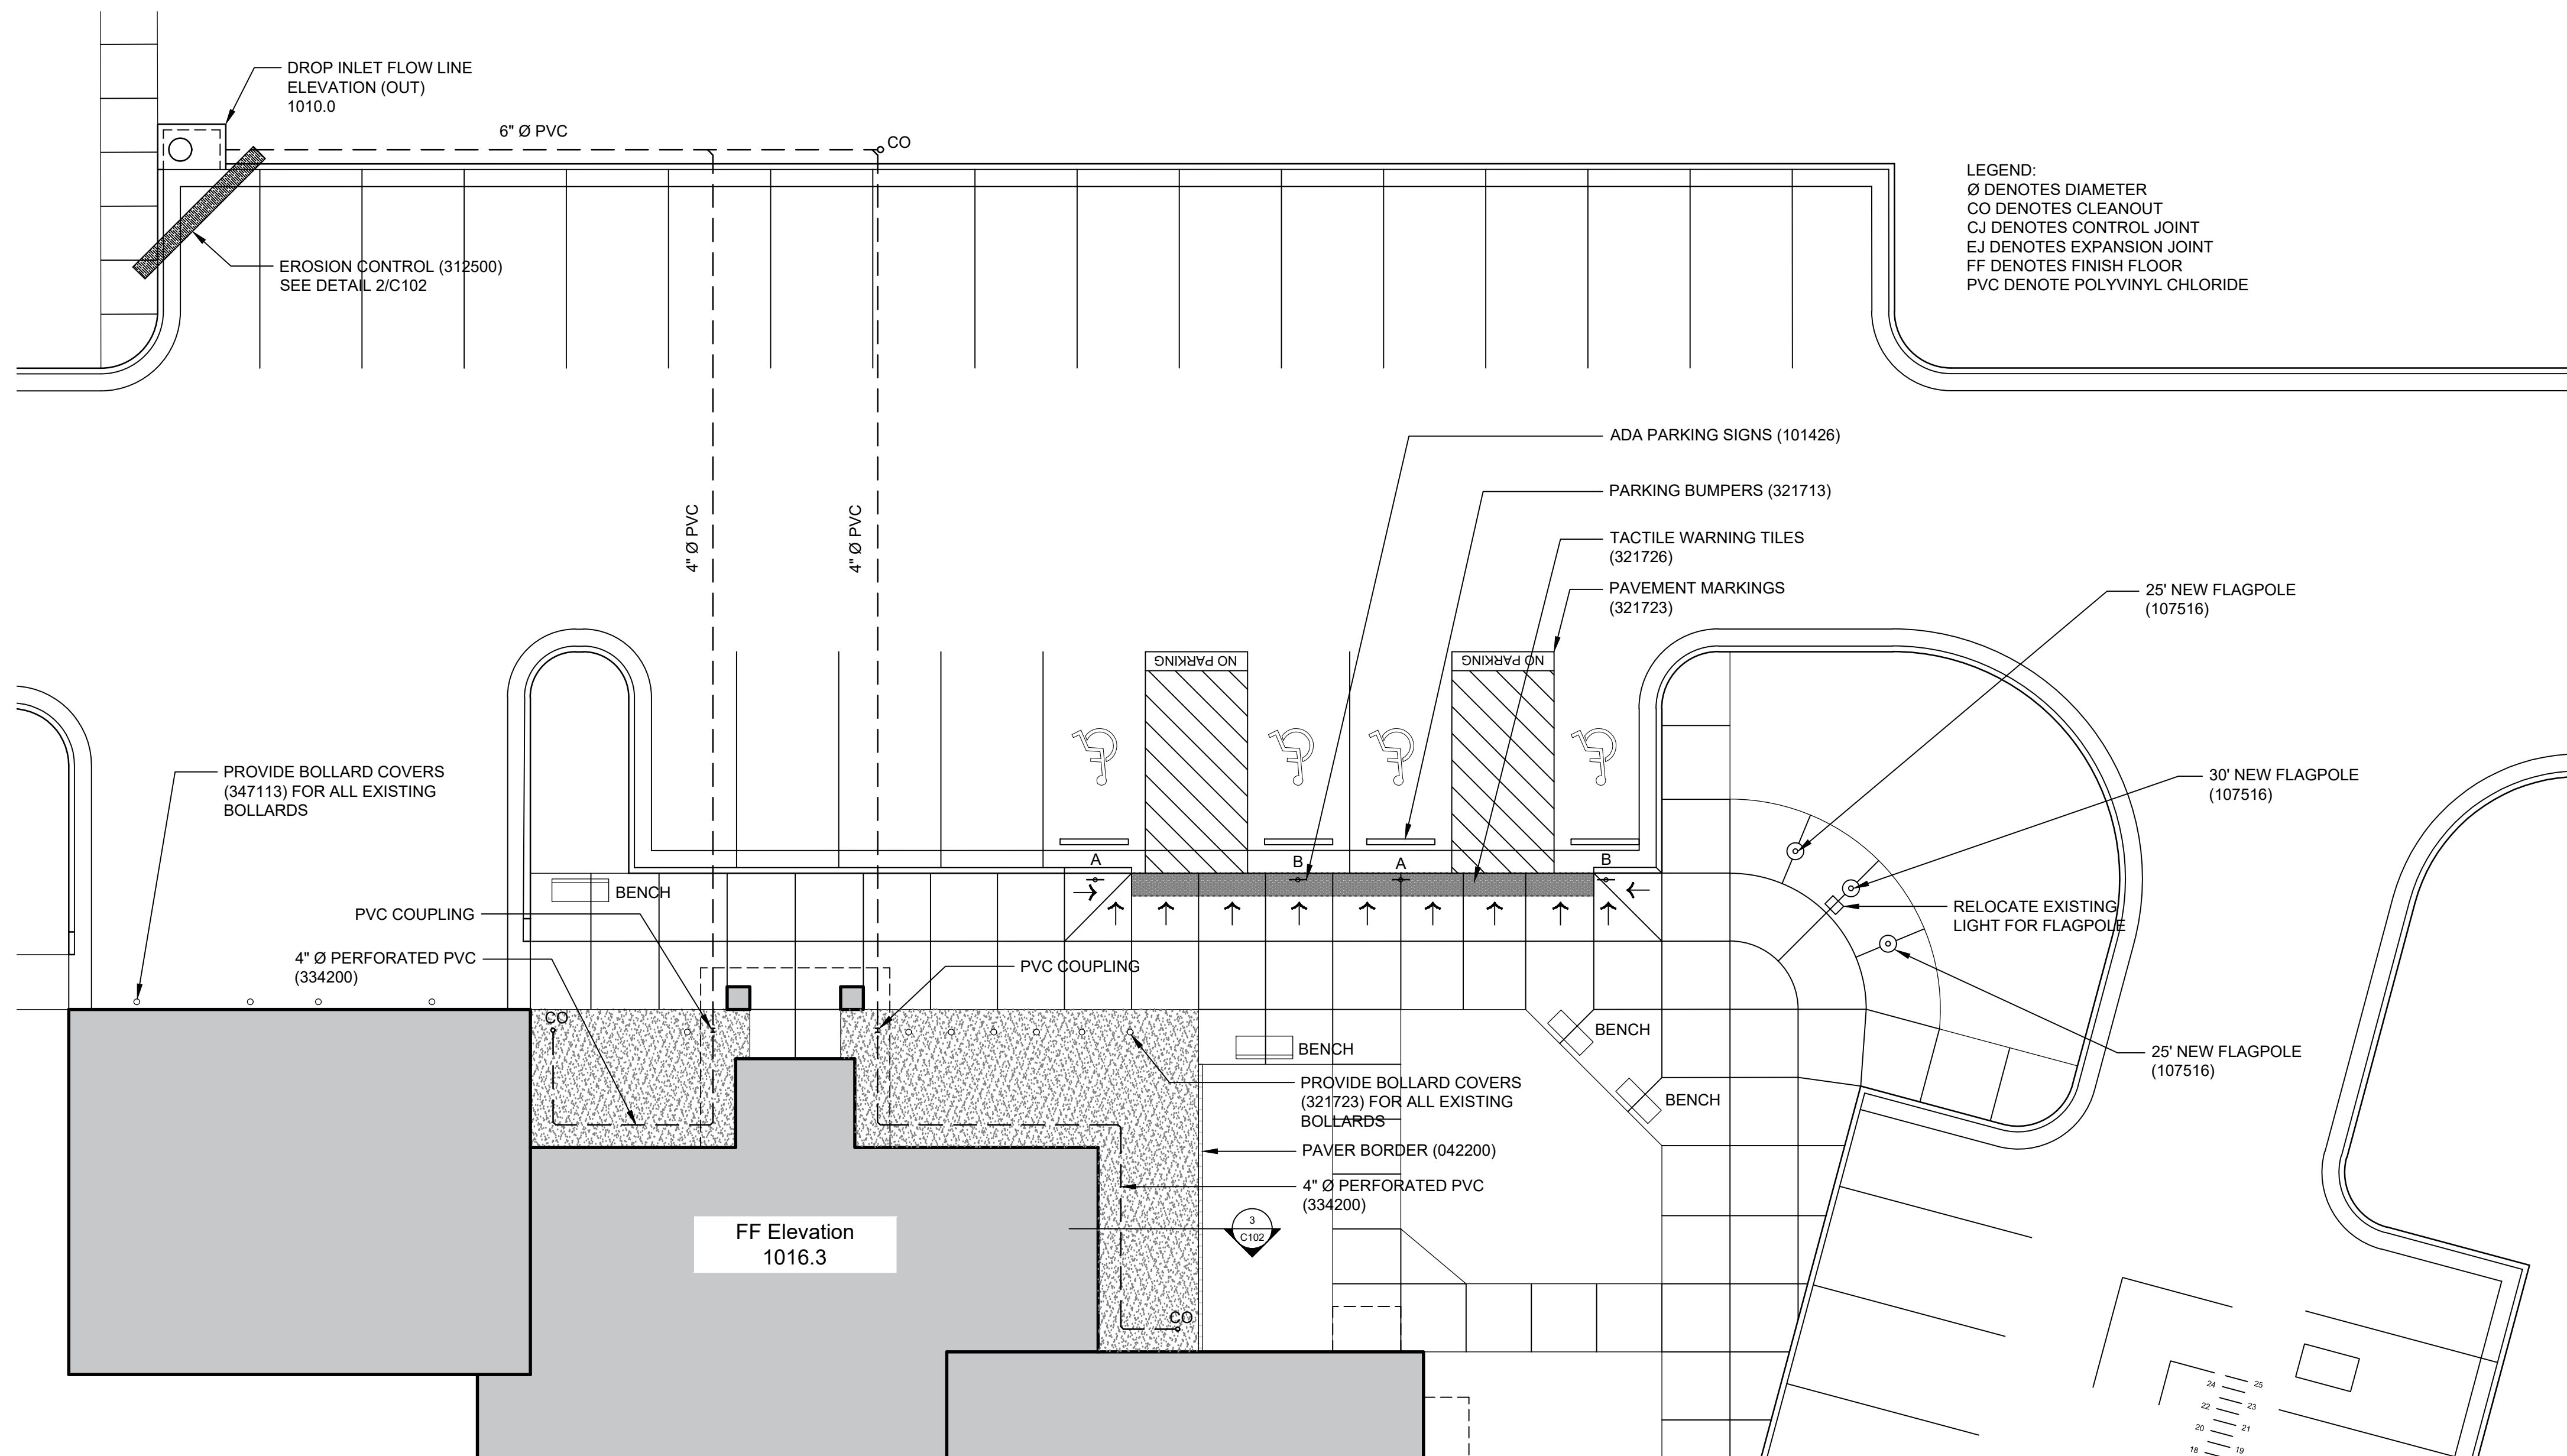 DROP INLET FLOW LINE
ELEVATION (OUT)
1010.0
6" Ø PVC
CO
LEGEND:
Ø DENOTES DIAMETER
CO DENOTES CLEANOUT
CJ DENOTES CONTROL JOINT
EJ DENOTES EXPANSION JOINT
FF DENOTES FINISH FLOOR
PVC DENOTE POLYVINYL CHLORIDE
EROSION CONTROL (312500)
SEE DETAIL 2/C102
ADA PARKING SIGNS (101426)
PARKING BUMPERS (321713)
TACTILE WARNING TILES
(321726)
PAVEMENT MARKINGS
(321723)
4" Ø PVC
4" Ø PVC
25' NEW FLAGPOLE
(107516)
NO PARKING
NO PARKING
30' NEW FLAGPOLE
(107516)
PROVIDE BOLLARD COVERS
(347113) FOR ALL EXISTING
BOLLARDS
A
B
A
B
BENCH
PVC COUPLING
RELOCATE EXISTING
LIGHT FOR FLAGPOLE
4" Ø PERFORATED PVC
(334200)
PVC COUPLING
CO
BENCH
BENCH
25' NEW FLAGPOLE
(107516)
PROVIDE BOLLARD COVERS
(321723) FOR ALL EXISTING
BOLLARDS
BENCH
PAVER BORDER (042200)
4" Ø PERFORATED PVC
(334200)
3
C102
FF Elevation
1016.3
CO
24 25
22 23
20 21
18 19